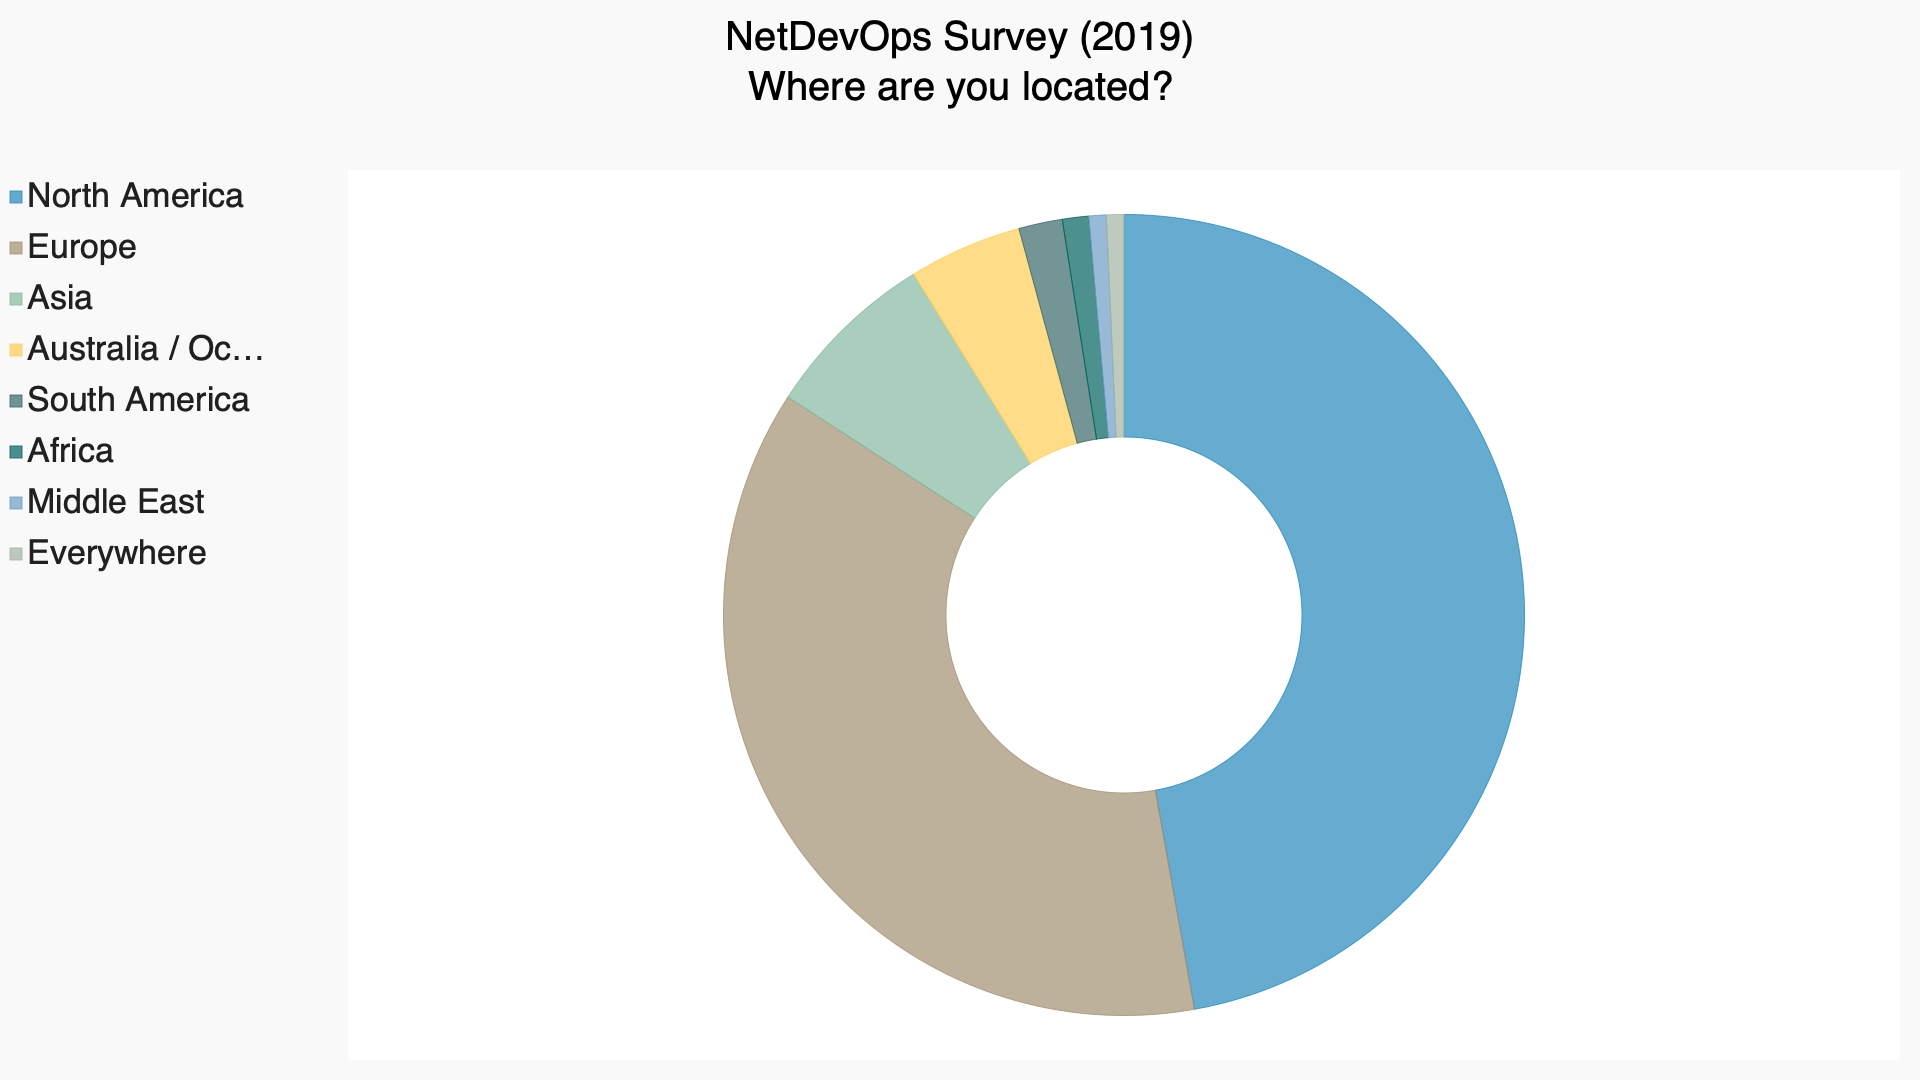 NetDevOps Survey (2019)
Where are you located?
North America
Europe
Asia
Australia / Oc...
South America
Africa
Middle East
Everywhere